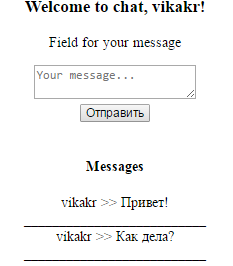 Welcome to chat, vikakr!
Field for your message
Your message...
Отправить
Messages
vikakr >> Привет!
vikakr >> Как дела?